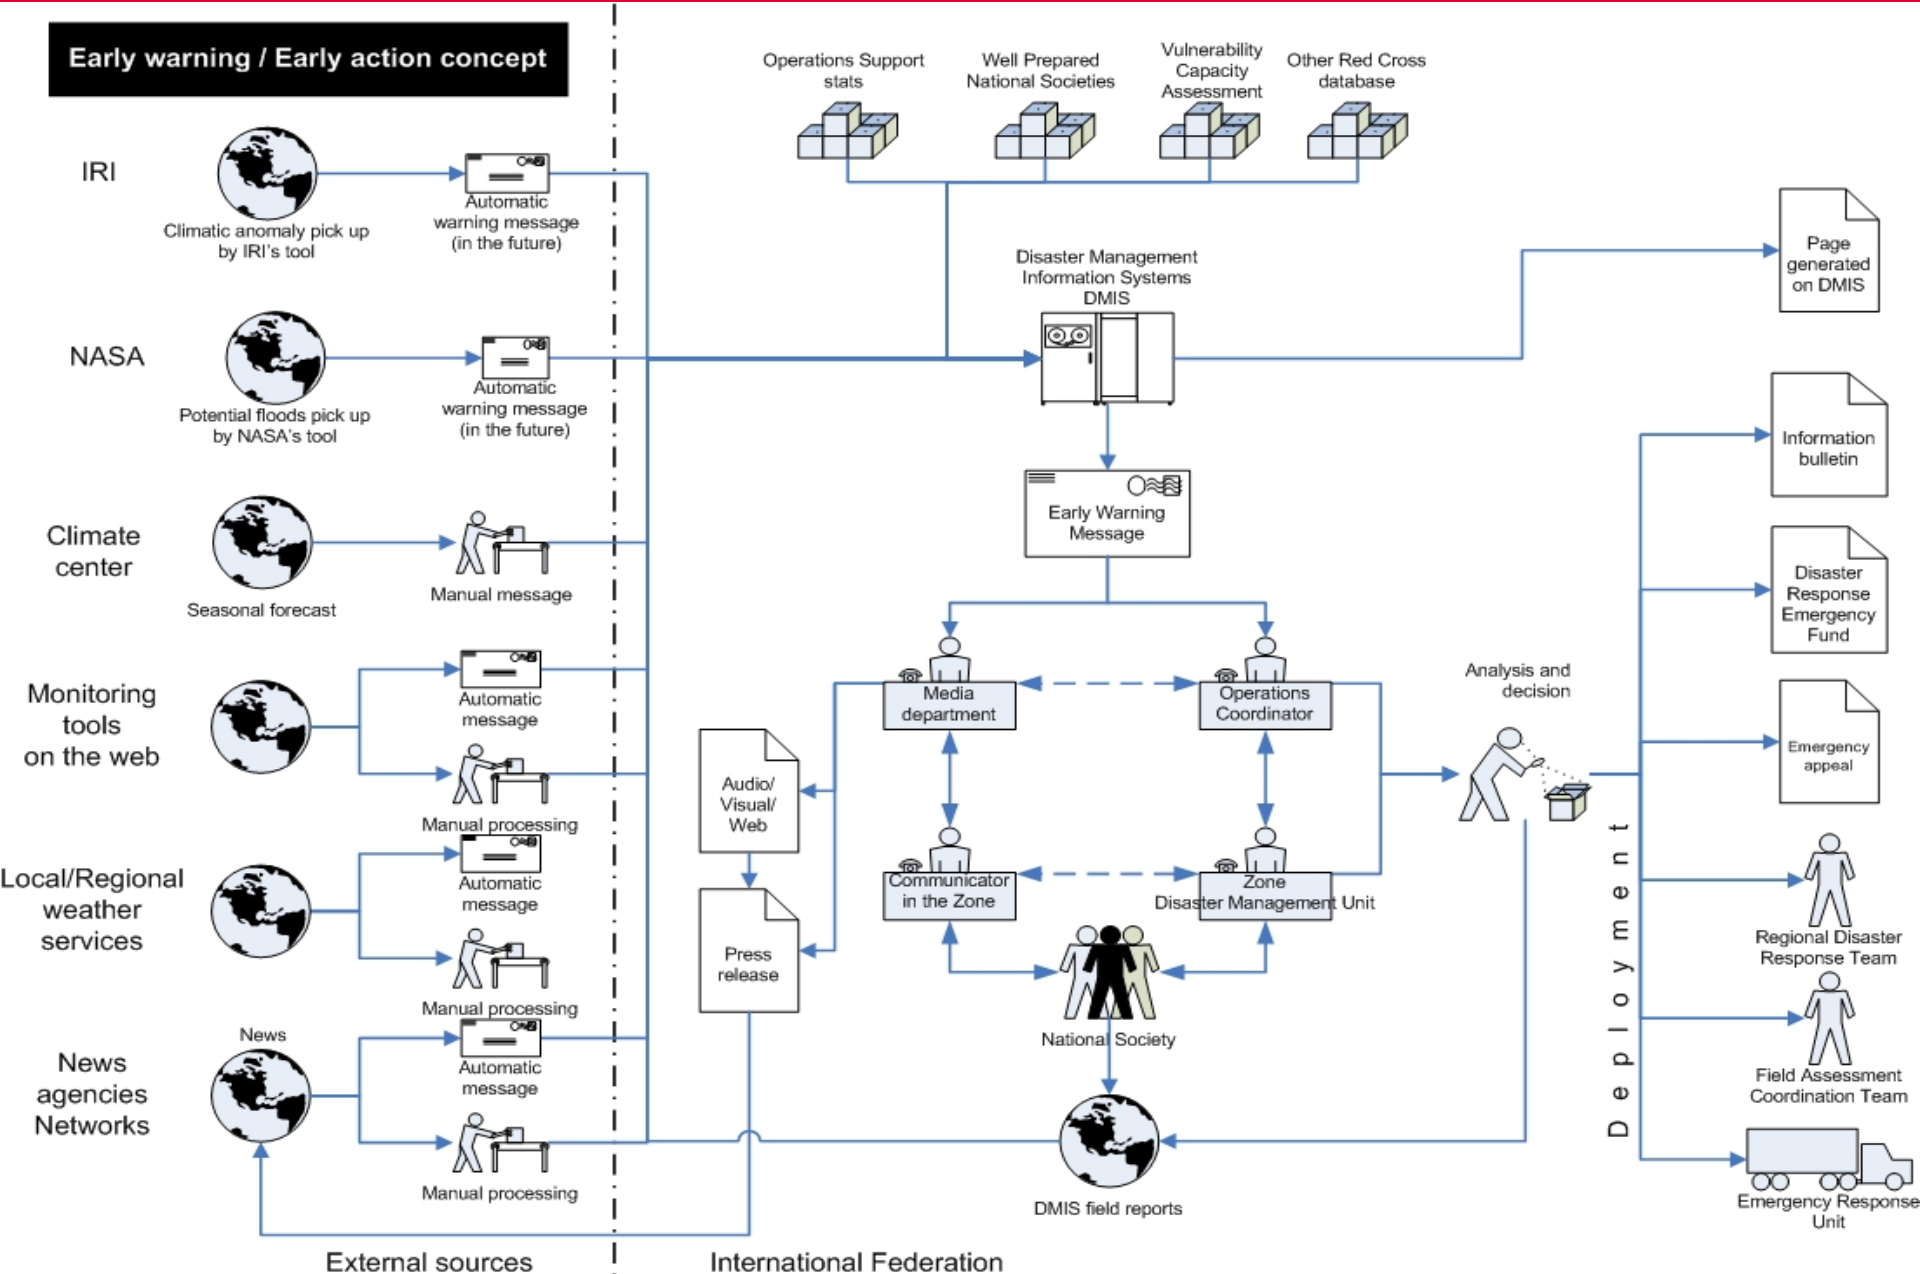 Early warning / Early action concept
IRI
Climatic anomaly pick up
by IRI's tool
Automatic
warning message
(in the future)
NASA
Potential floods pick up
by NASA's tool
Automatic
warning message
(in the future)
Climate
center
Seasonal forecast
Manual message
Monitoring
tools
on the web
Automatic
message
Manual processing
Local/Regional
weather
services
Automatic
message
Manual processing
News
agencies
Networks
News
Automatic
message
Manual processing
External sources
Operations Support
stats
Well Prepared
National Societies
Vulnerability
Capacity
Assessment
Other Red Cross
database
Disaster Management
Information Systems
DMIS
Early Warning
Message
Media
department
Operations
Coordinator
Communicator
in the Zone
Zone
Disaster Management Unit
Audio/
Visual/
Web
Press
release
National Society
DMIS field reports
Analysis and
decision
Deployment
Page
generated
on DMIS
Information
bulletin
Disaster
Response
Emergency
Fund
Emergency
appeal
Regional Disaster
Response Team
Field Assessment
Coordination Team
Emergency Response
Unit
International Federation